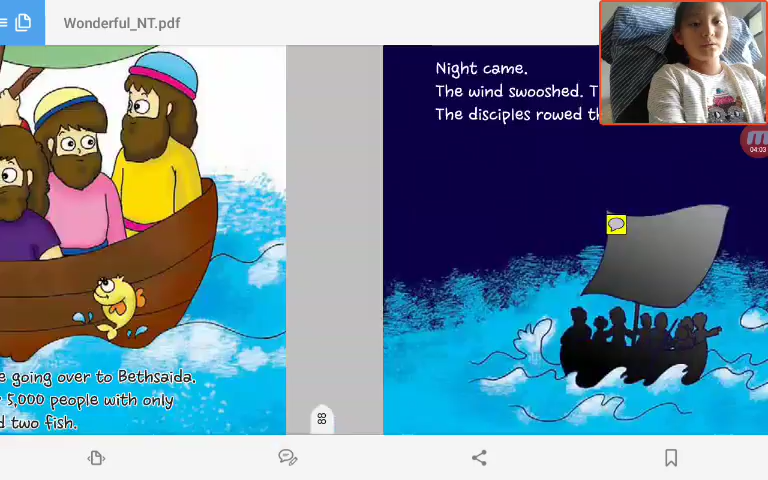 Wonderful_NT.pdf
Night came.
The wind swooshed. T
The disciples rowed th
04:03
e going over to Bethsaida.
5,000 people with only
d two fish.
88